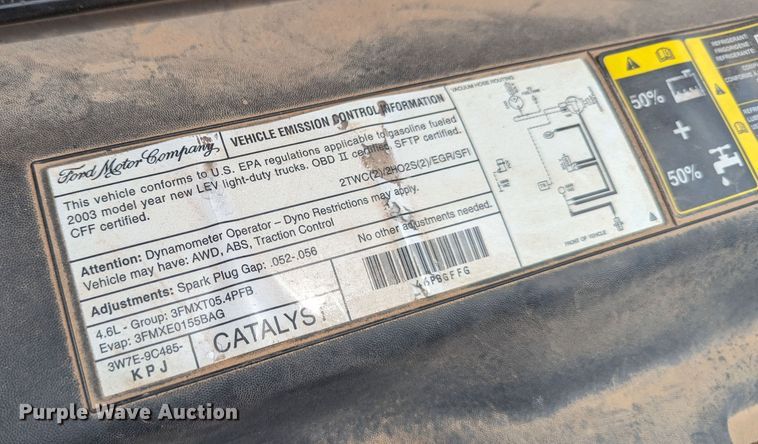 Ford Motor Company
VEHICLE EMISSION CONTROL INFORMATION
This vehicle conforms to U.S. EPA regulations applicable to gasoline fueled
2003 model year new LEV light-duty trucks. OBD II certified. SFTP certified.
CFF certified.
2TWC(2)/2HO2S(2)/EGR/SFI
Attention: Dynamometer Operator – Dyno Restrictions may apply.
Vehicle may have: AWD, ABS, Traction Control
No other adjustments needed.
Adjustments: Spark Plug Gap: .052-.056
4.6L - Group: 3FMXT05.4PFB
Evap: 3FMXE0155BAG
3W7E-9C485-
KPJ
CATALYST
46PBGFFG
VACUUM HOSE ROUTING
FRONT OF VEHICLE
50%
+
50%
REFRIGERANT:
FRIGORIGÈNE
REFRIGERANTE:
Purple Wave Auction